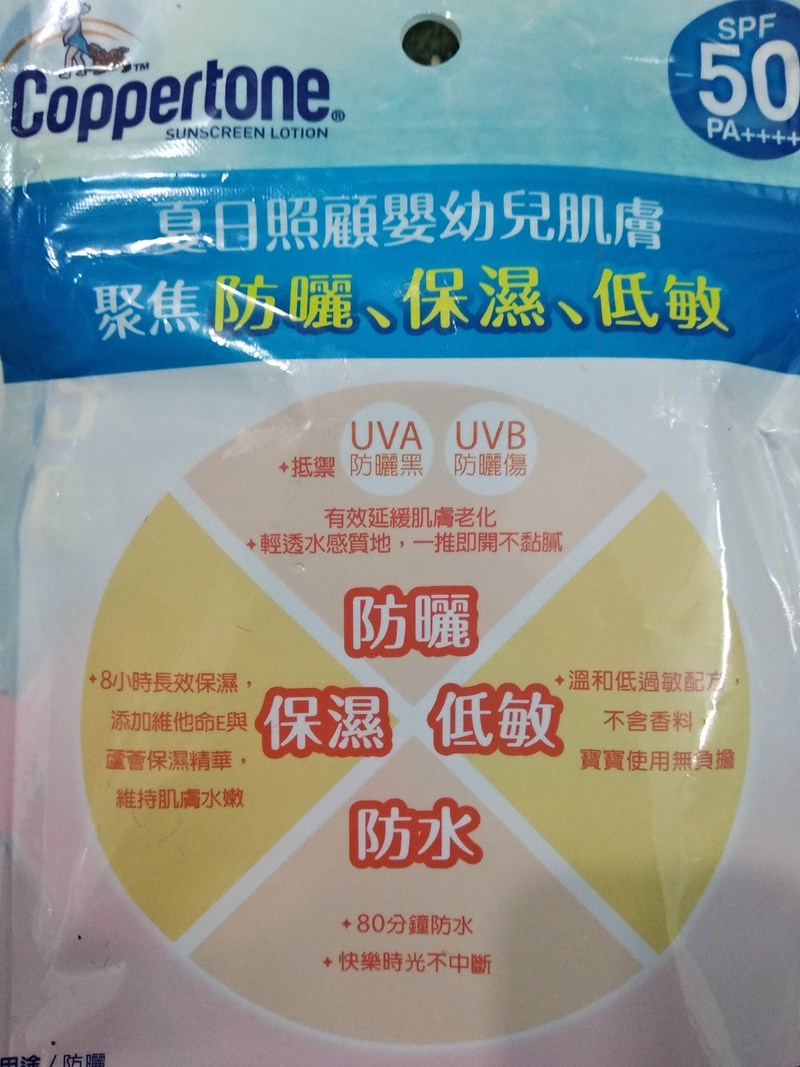 Coppertone®
SUNSCREEN LOTION
SPF
50
PA++++
夏日照顧嬰幼兒肌膚
聚焦防曬、保濕、低敏
UVA UVB
✦抵禦 防曬黑 防曬傷
有效延緩肌膚老化
✦輕透水感質地，一推即開不黏膩
防曬
✦8小時長效保濕，
添加維他命E與
蘆薈保濕精華，
維持肌膚水嫩
保濕
低敏
✦溫和低過敏配方，
不含香料，
寶寶使用無負擔
防水
✦80分鐘防水
✦快樂時光不中斷
用途/防曬